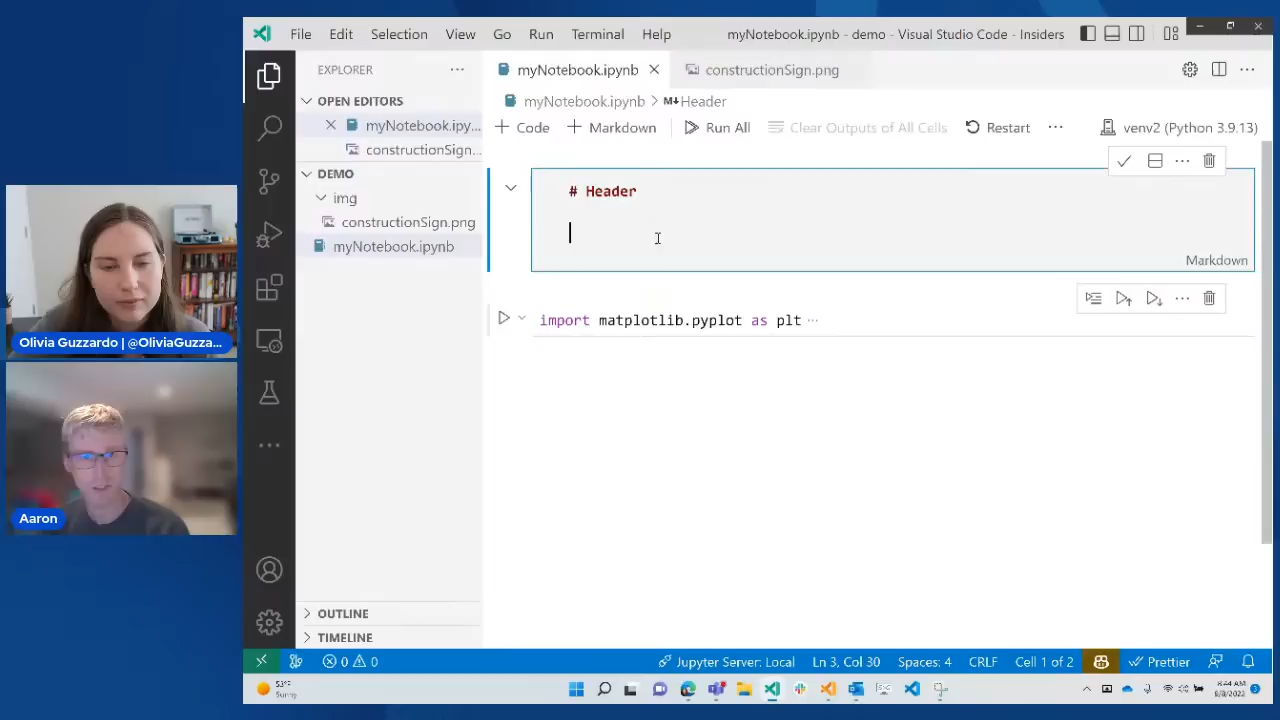 File Edit Selection View Go Run Terminal Help myNotebook.ipynb - demo - Visual Studio Code - Insiders
EXPLORER
OPEN EDITORS
myNotebook.ipy...
constructionSign...
DEMO
img
constructionSign.png
myNotebook.ipynb
OUTLINE
TIMELINE
myNotebook.ipynb constructionSign.png
myNotebook.ipynb > M↓ Header
+ Code + Markdown Run All Clear Outputs of All Cells Restart ... venv2 (Python 3.9.13)
# Header
Markdown
import matplotlib.pyplot as plt ...
Olivia Guzzardo | @OliviaGuzza...
Aaron
0 0 Jupyter Server: Local Ln 3, Col 30 Spaces: 4 CRLF Cell 1 of 2 Prettier
53°F
Sunny